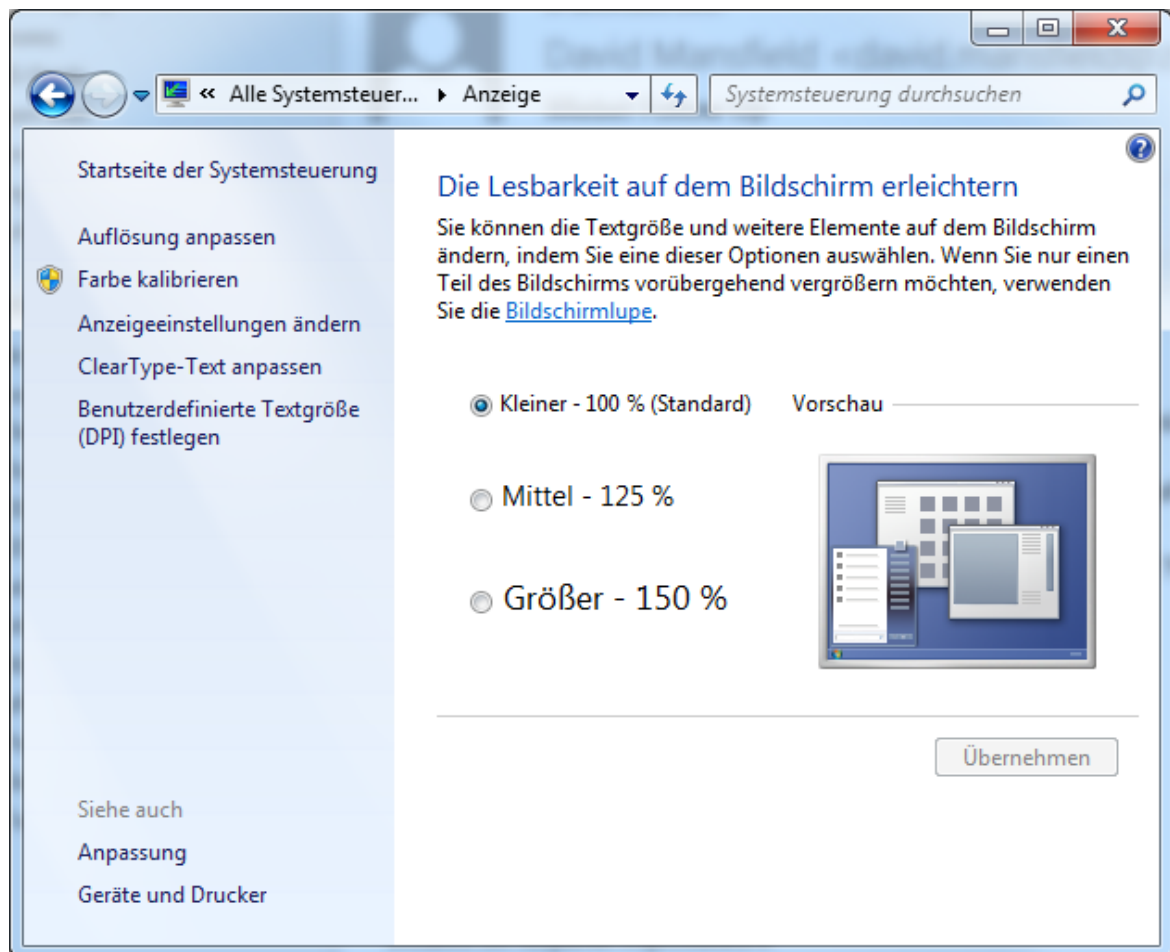 David Mansfield
« Alle Systemsteuer... ▸ Anzeige
Systemsteuerung durchsuchen
Startseite der Systemsteuerung
Auflösung anpassen
Farbe kalibrieren
Anzeigeeinstellungen ändern
ClearType-Text anpassen
Benutzerdefinierte Textgröße
(DPI) festlegen
Die Lesbarkeit auf dem Bildschirm erleichtern
Sie können die Textgröße und weitere Elemente auf dem Bildschirm
ändern, indem Sie eine dieser Optionen auswählen. Wenn Sie nur einen
Teil des Bildschirms vorübergehend vergrößern möchten, verwenden
Sie die Bildschirmlupe.
Kleiner - 100 % (Standard)
Vorschau
Mittel - 125 %
Größer - 150 %
Übernehmen
Siehe auch
Anpassung
Geräte und Drucker